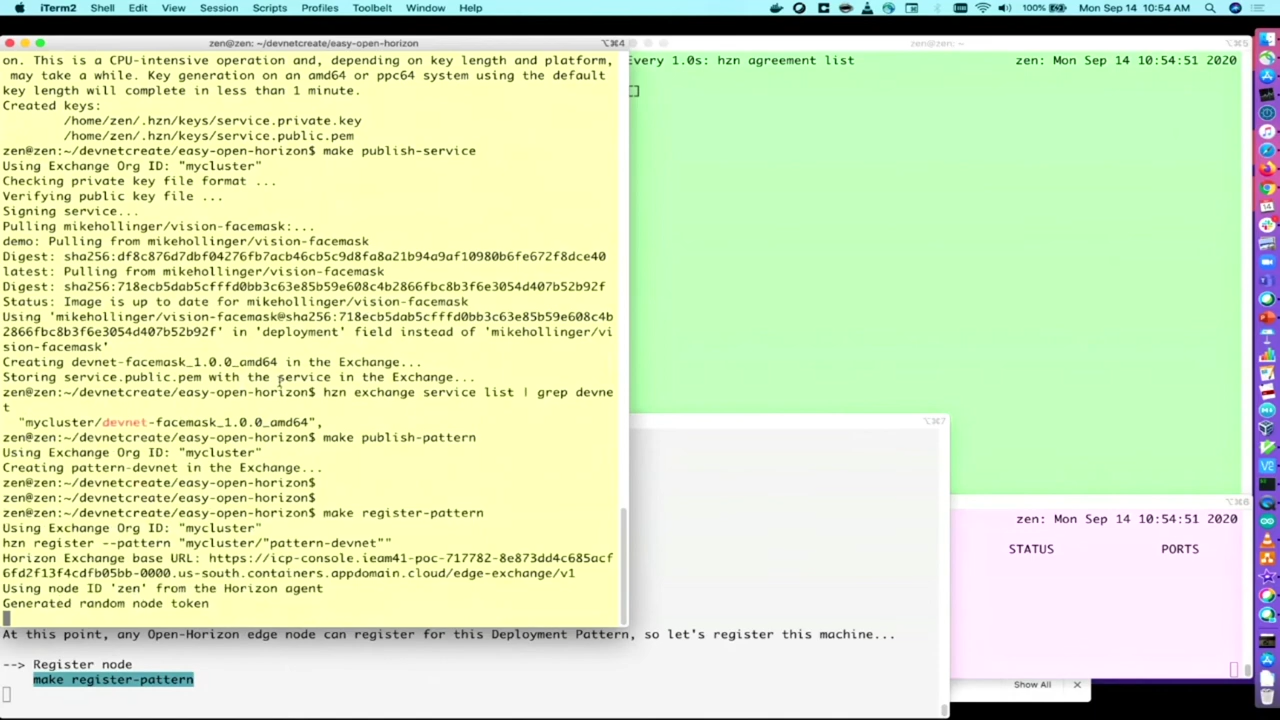 iTerm2 Shell Edit View Session Scripts Profiles Toolbelt Window Help 100% Mon Sep 14 10:54 AM
zen@zen: ~/devnetcreate/easy-open-horizon ⌥⌘4
on. This is a CPU-intensive operation and, depending on key length and platform,
may take a while. Key generation on an amd64 or ppc64 system using the default
key length will complete in less than 1 minute.
Created keys:
/home/zen/.hzn/keys/service.private.key
/home/zen/.hzn/keys/service.public.pem
zen@zen:~/devnetcreate/easy-open-horizon$ make publish-service
Using Exchange Org ID: "mycluster"
Checking private key file format ...
Verifying public key file ...
Signing service...
Pulling mikehollinger/vision-facemask:...
demo: Pulling from mikehollinger/vision-facemask
Digest: sha256:df8c876d7dbf04276fb7acb46cb5c9d8fa8a21b94a9af10980b6fe672f8dce40
latest: Pulling from mikehollinger/vision-facemask
Digest: sha256:718ecb5dab5cfffd0bb3c63e85b59e608c4b2866fbc8b3f6e3054d407b52b92f
Status: Image is up to date for mikehollinger/vision-facemask
Using 'mikehollinger/vision-facemask@sha256:718ecb5dab5cfffd0bb3c63e85b59e608c4b
2866fbc8b3f6e3054d407b52b92f' in 'deployment' field instead of 'mikehollinger/vi
sion-facemask'
Creating devnet-facemask_1.0.0_amd64 in the Exchange...
Storing service.public.pem with the service in the Exchange...
zen@zen:~/devnetcreate/easy-open-horizon$ hzn exchange service list | grep devne
t
"mycluster/devnet-facemask_1.0.0_amd64",
zen@zen:~/devnetcreate/easy-open-horizon$ make publish-pattern
Using Exchange Org ID: "mycluster"
Creating pattern-devnet in the Exchange...
zen@zen:~/devnetcreate/easy-open-horizon$
zen@zen:~/devnetcreate/easy-open-horizon$
zen@zen:~/devnetcreate/easy-open-horizon$ make register-pattern
Using Exchange Org ID: "mycluster"
hzn register --pattern "mycluster/"pattern-devnet""
Horizon Exchange base URL: https://icp-console.ieam41-poc-717782-8e873dd4c685acf
6fd2f13f4cdfb05bb-0000.us-south.containers.appdomain.cloud/edge-exchange/v1
Using node ID 'zen' from the Horizon agent
Generated random node token
At this point, any Open-Horizon edge node can register for this Deployment Pattern, so let's register this machine...
--> Register node
make register-pattern
zen@zen: ~ ⌥⌘5
Every 1.0s: hzn agreement list zen: Mon Sep 14 10:54:51 2020
[]
⌥⌘7
⌥⌘6
zen: Mon Sep 14 10:54:51 2020
STATUS PORTS
Show All